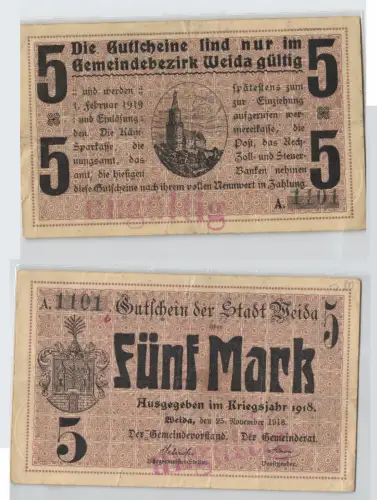 5 Die Gutscheine sind nur im 5
Gemeindebezirk Weida gültig
und werden spätestens zum
1. Februar 1919 zur Einziehung
und Einlösung aufgerufen wer-
den. Die Käm- mereikasse, die
Sparkasse, die Post, das Rech-
nungsamt, das Zoll- und Steuer-
5 amt, die hiesigen Banken nehmen 5
diese Gutscheine nach ihrem vollen Nennwert in Zahlung.
ungültig
A. 1101
A. 1101 Gutschein der Stadt Weida
über 5
Fünf Mark
Ausgegeben im Kriegsjahr 1918.
Weida, den 25. November 1918.
5 Der Gemeindevorstand. Der Gemeinderat.
Vorsitzender.